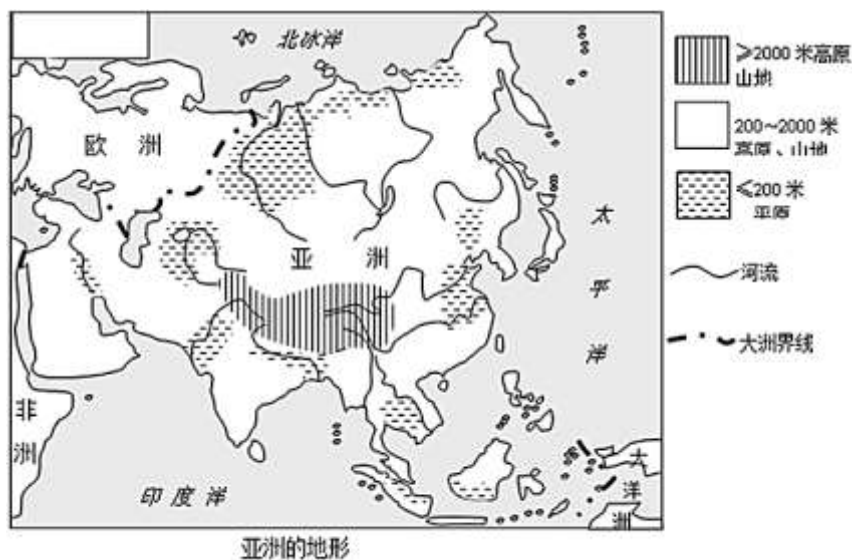 北冰洋
欧洲
亚洲
太平洋
非洲
印度洋
大洋洲
≥2000 米高原
山地
200～2000 米
高原、山地
≤200 米
平原
河流
大洲界线
亚洲的地形